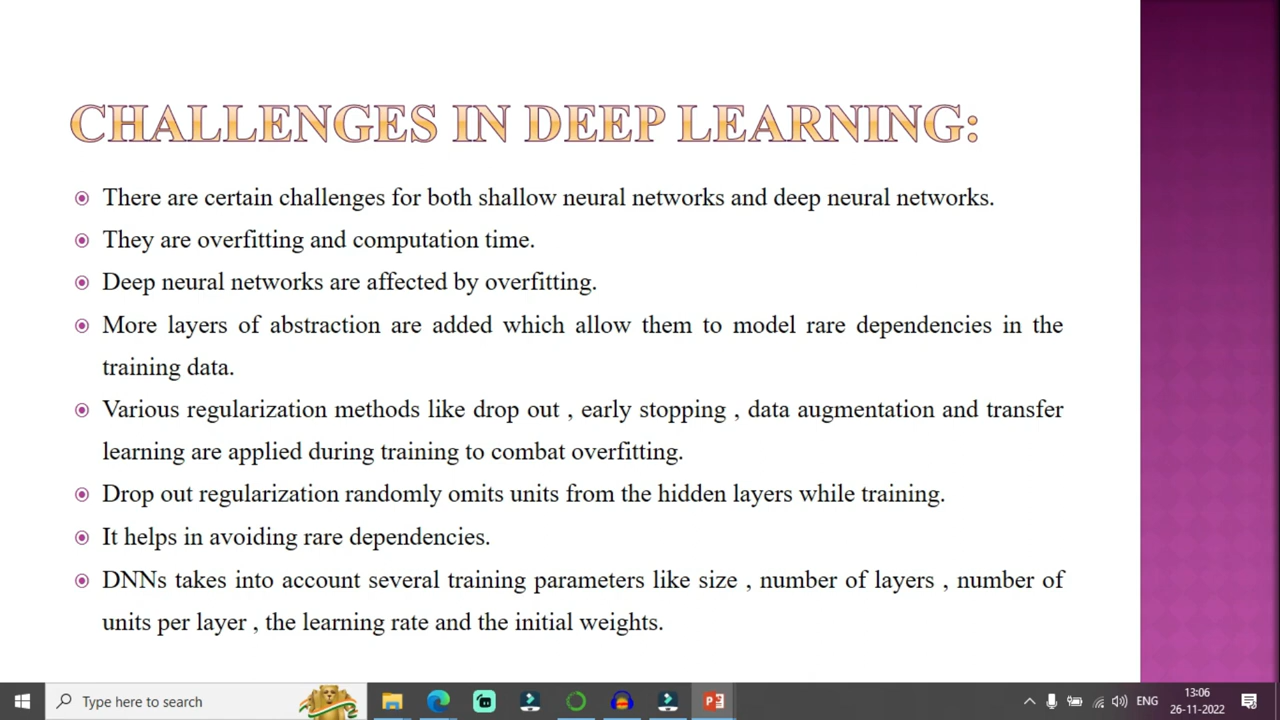 CHALLENGES IN DEEP LEARNING:
There are certain challenges for both shallow neural networks and deep neural networks.
They are overfitting and computation time.
Deep neural networks are affected by overfitting.
More layers of abstraction are added which allow them to model rare dependencies in the
training data.
Various regularization methods like drop out , early stopping , data augmentation and transfer
learning are applied during training to combat overfitting.
Drop out regularization randomly omits units from the hidden layers while training.
It helps in avoiding rare dependencies.
DNNs takes into account several training parameters like size , number of layers , number of
units per layer , the learning rate and the initial weights.
Type here to search
ENG
13:06
26-11-2022